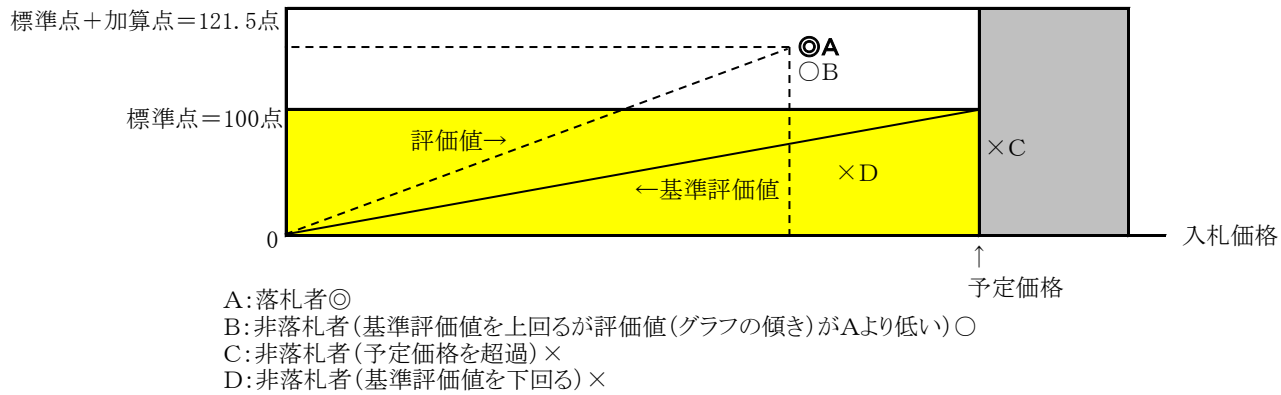 標準点＋加算点＝121.5点
◎A
○B
標準点＝100点
評価値→
×C
×D
←基準評価値
0
入札価格
↑
予定価格
A：落札者◎
B：非落札者（基準評価値を上回るが評価値（グラフの傾き）がAより低い）○
C：非落札者（予定価格を超過）×
D：非落札者（基準評価値を下回る）×